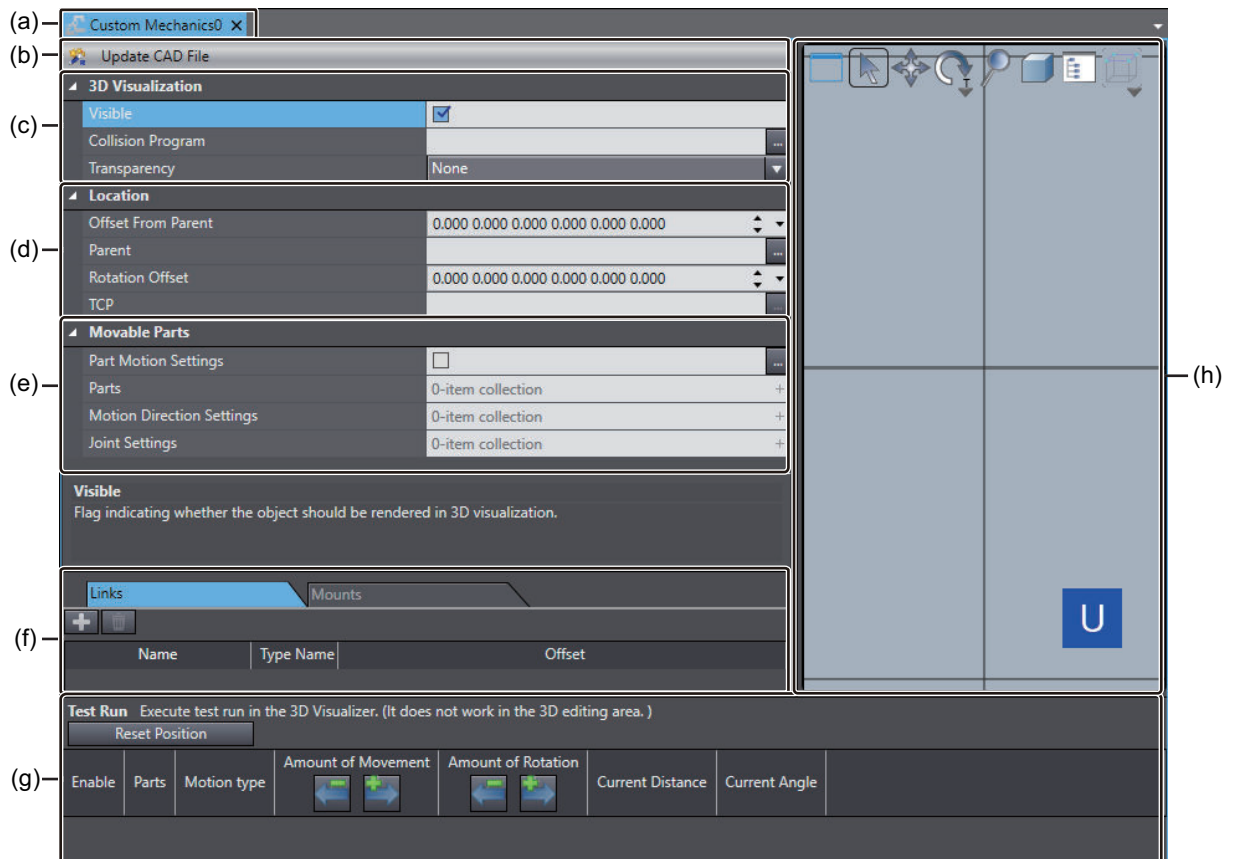 (a)
Custom Mechanics0
(b)
Update CAD File
(c)
3D Visualization
Visible
Collision Program
...
Transparency None
(d)
Location
Offset From Parent 0.000 0.000 0.000 0.000 0.000 0.000
Parent
...
Rotation Offset 0.000 0.000 0.000 0.000 0.000 0.000
TCP
...
(e)
Movable Parts
Part Motion Settings
...
Parts 0-item collection +
Motion Direction Settings 0-item collection +
Joint Settings 0-item collection +
Visible
Flag indicating whether the object should be rendered in 3D visualization.
(f)
Links Mounts
Name Type Name Offset
(g)
Test Run Execute test run in the 3D Visualizer. (It does not work in the 3D editing area. )
Reset Position
Enable Parts Motion type Amount of Movement Amount of Rotation Current Distance Current Angle
(h)
U